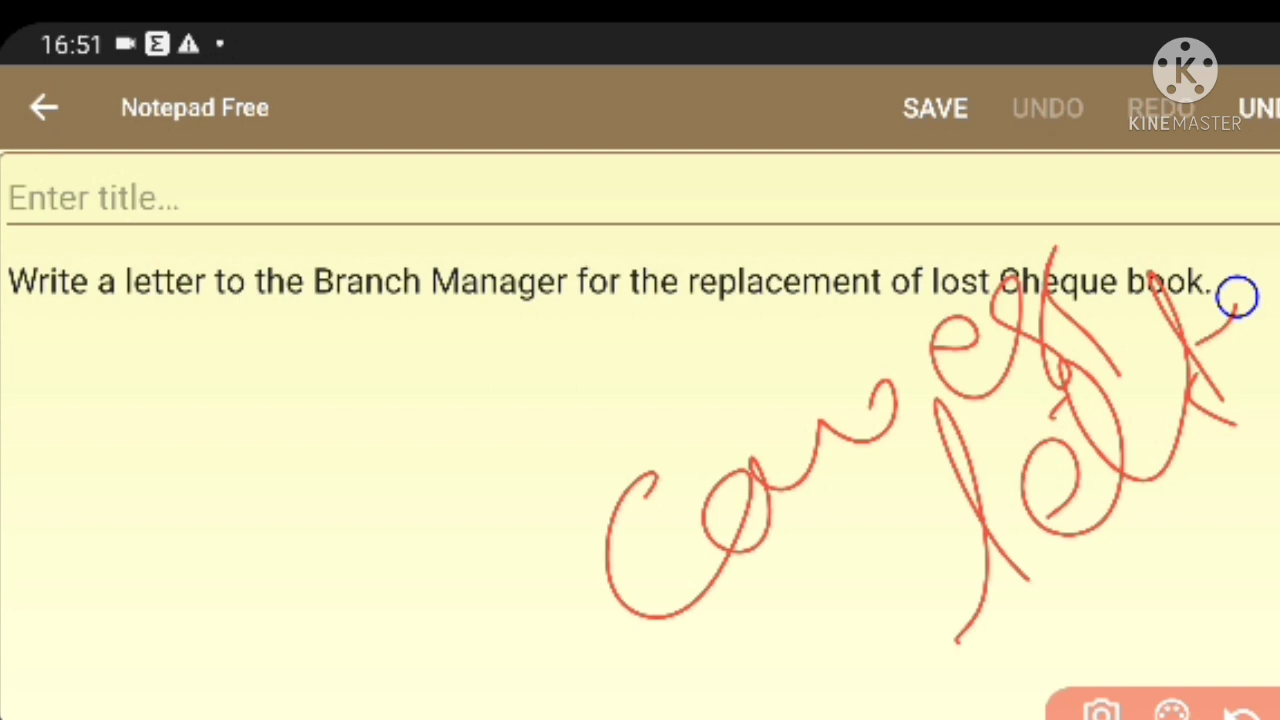 16:51
Notepad Free SAVE UNDO REDO
KINEMASTER
Enter title...
Write a letter to the Branch Manager for the replacement of lost Cheque book.